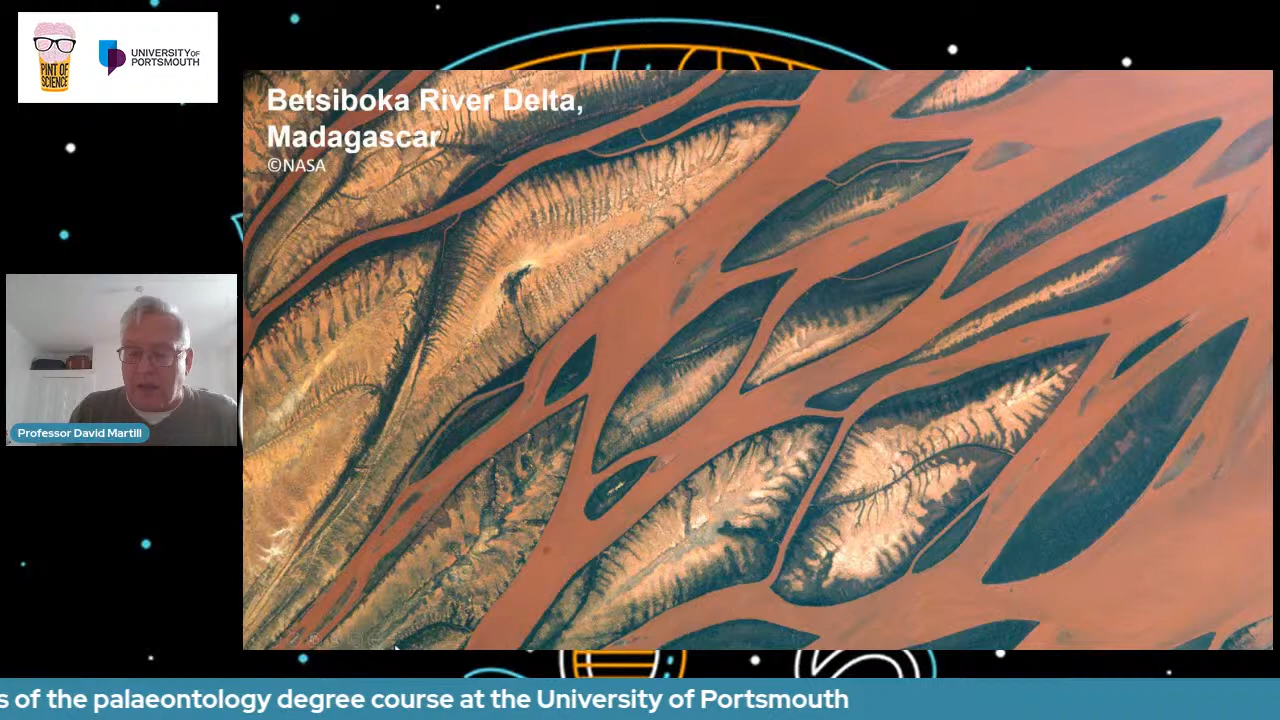 PINT OF
SCIENCE
UNIVERSITY OF
PORTSMOUTH
Betsiboka River Delta,
Madagascar
©NASA
Professor David Martill
s of the palaeontology degree course at the University of Portsmouth